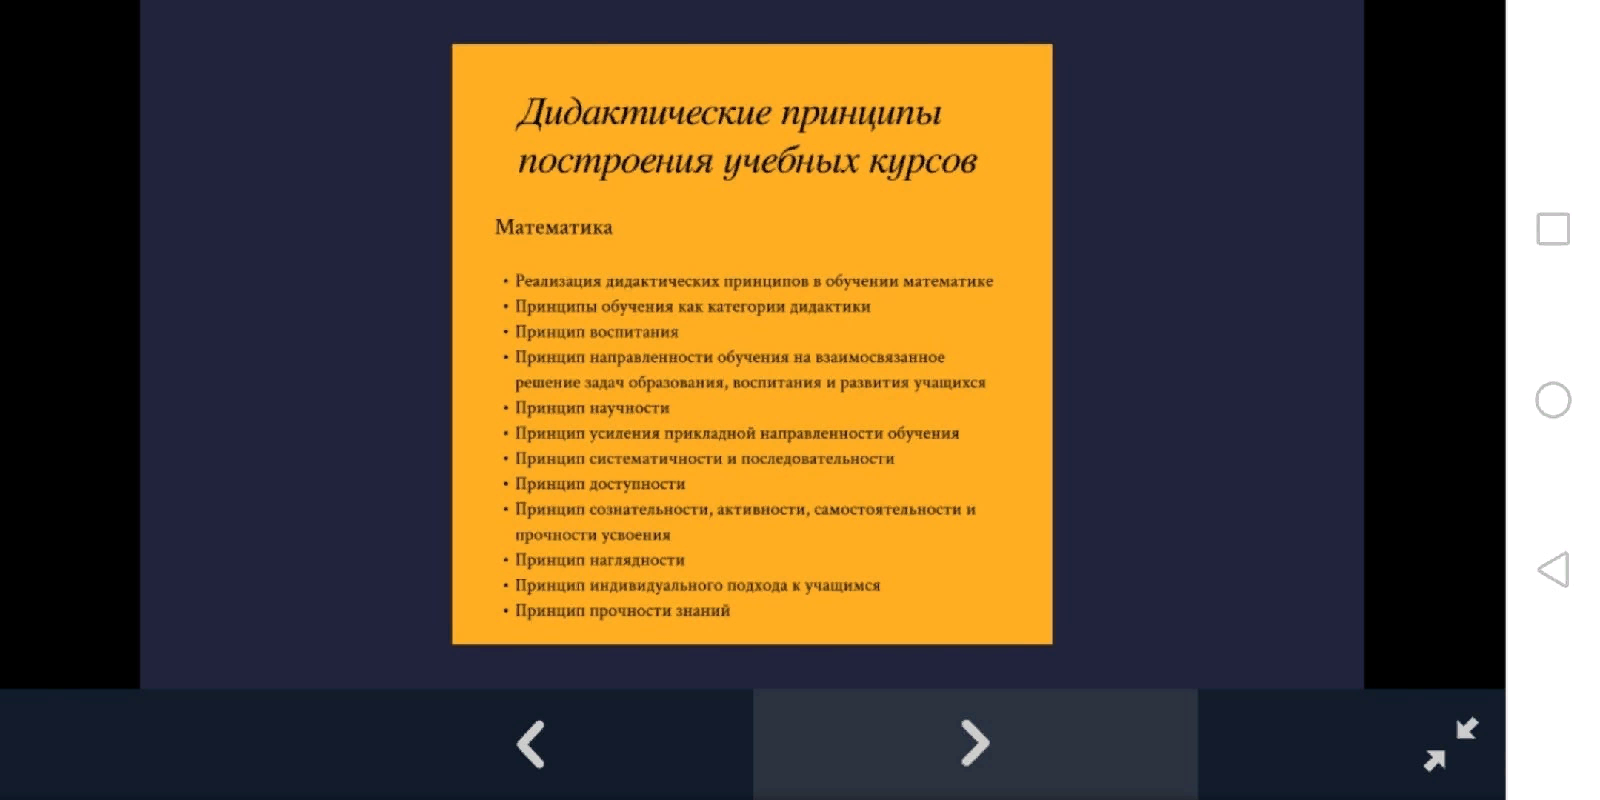 Дидактические принципы
построения учебных курсов
Математика
• Реализация дидактических принципов в обучении математике
• Принципы обучения как категории дидактики
• Принцип воспитания
• Принцип направленности обучения на взаимосвязанное
решение задач образования, воспитания и развития учащихся
• Принцип научности
• Принцип усиления прикладной направленности обучения
• Принцип систематичности и последовательности
• Принцип доступности
• Принцип сознательности, активности, самостоятельности и
прочности усвоения
• Принцип наглядности
• Принцип индивидуального подхода к учащимся
• Принцип прочности знаний